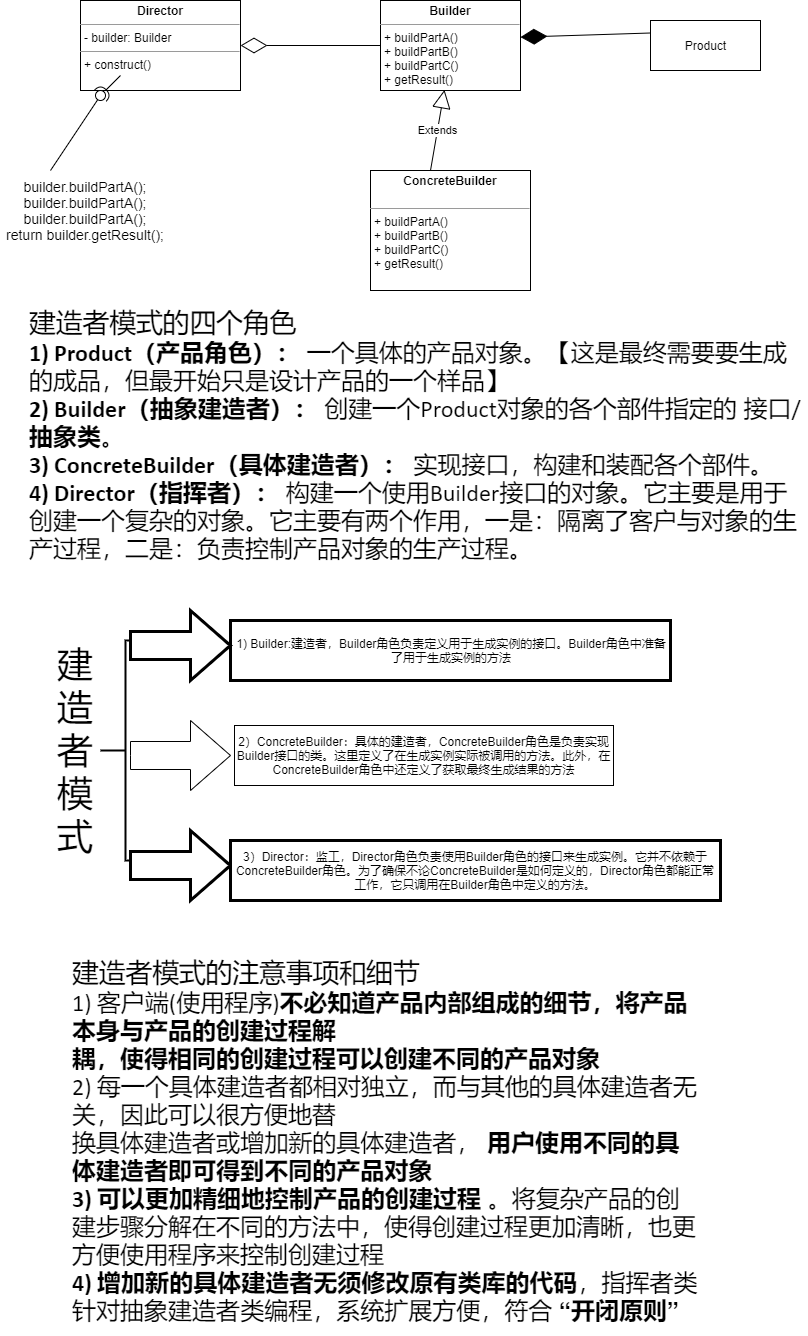 Director
- builder: Builder
+ construct()
Builder
+ buildPartA()
+ buildPartB()
+ buildPartC()
+ getResult()
Product
Extends
ConcreteBuilder
+ buildPartA()
+ buildPartB()
+ buildPartC()
+ getResult()
builder.buildPartA();
builder.buildPartA();
builder.buildPartA();
return builder.getResult();
建造者模式的四个角色
1) Product（产品角色）： 一个具体的产品对象。【这是最终需要要生成
的成品，但最开始只是设计产品的一个样品】
2) Builder（抽象建造者）： 创建一个Product对象的各个部件指定的 接口/
抽象类。
3) ConcreteBuilder（具体建造者）： 实现接口，构建和装配各个部件。
4) Director（指挥者）： 构建一个使用Builder接口的对象。它主要是用于
创建一个复杂的对象。它主要有两个作用，一是：隔离了客户与对象的生
产过程，二是：负责控制产品对象的生产过程。
建造者模式
1) Builder:建造者，Builder角色负责定义用于生成实例的接口。Builder角色中准备
了用于生成实例的方法
2）ConcreteBuilder：具体的建造者，ConcreteBuilder角色是负责实现
Builder接口的类。这里定义了在生成实例实际被调用的方法。此外，在
ConcreteBuilder角色中还定义了获取最终生成结果的方法
3）Director：监工，Director角色负责使用Builder角色的接口来生成实例。它并不依赖于
ConcreteBuilder角色。为了确保不论ConcreteBuilder是如何定义的，Director角色都能正常
工作，它只调用在Builder角色中定义的方法。
建造者模式的注意事项和细节
1) 客户端(使用程序)不必知道产品内部组成的细节，将产品
本身与产品的创建过程解
耦，使得相同的创建过程可以创建不同的产品对象
2) 每一个具体建造者都相对独立，而与其他的具体建造者无
关，因此可以很方便地替
换具体建造者或增加新的具体建造者， 用户使用不同的具
体建造者即可得到不同的产品对象
3) 可以更加精细地控制产品的创建过程 。将复杂产品的创
建步骤分解在不同的方法中，使得创建过程更加清晰，也更
方便使用程序来控制创建过程
4) 增加新的具体建造者无须修改原有类库的代码，指挥者类
针对抽象建造者类编程，系统扩展方便，符合 “开闭原则”